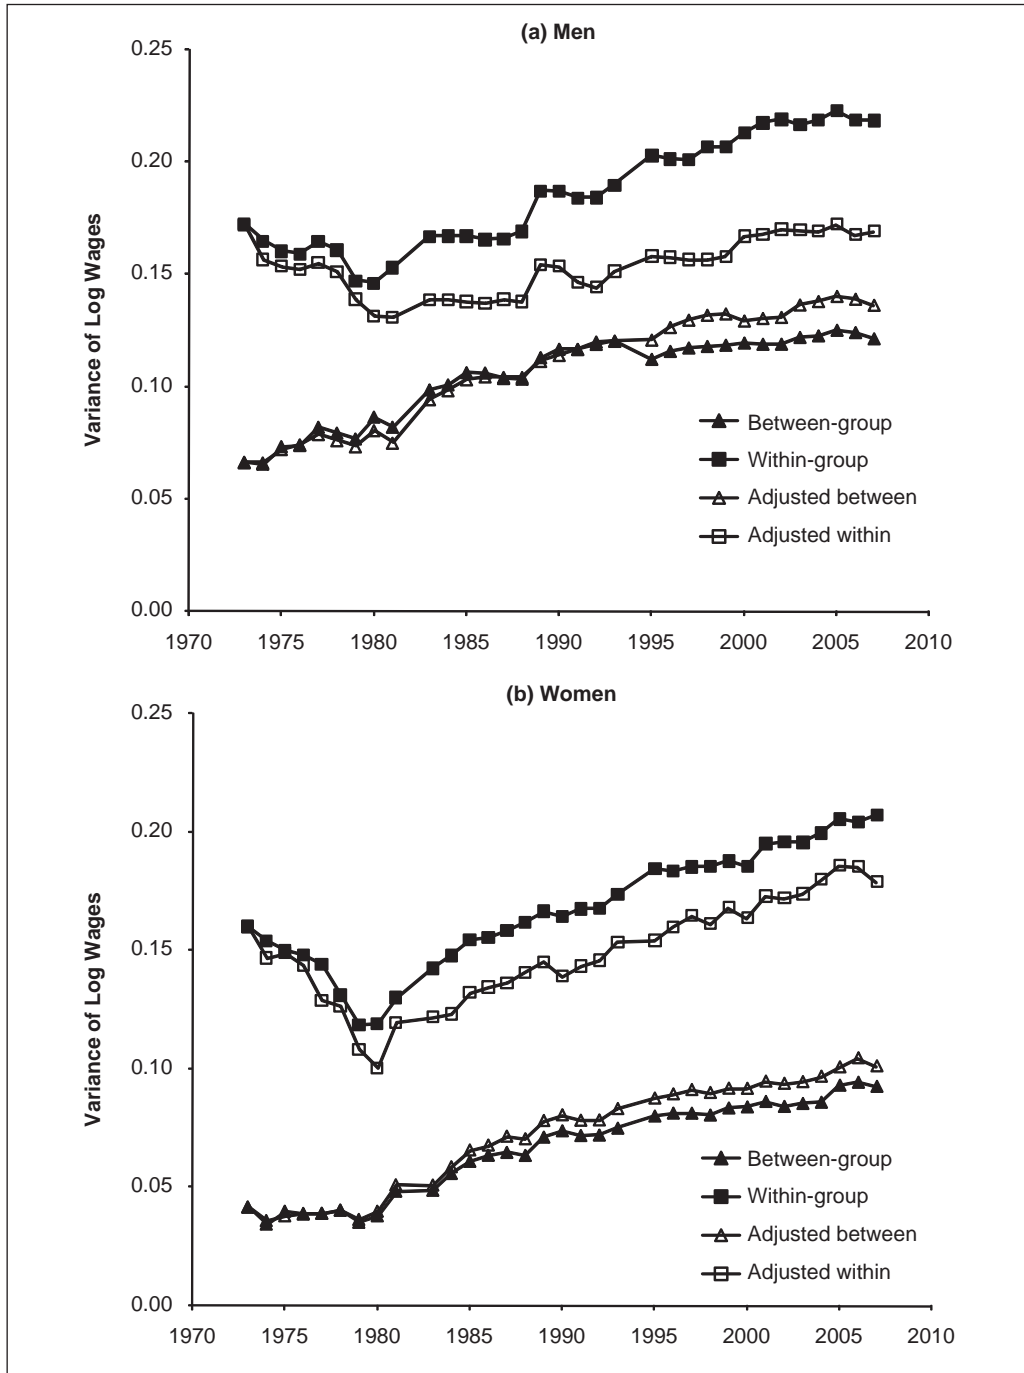 (a) Men
0.25
0.20
0.15
0.10
0.05
0.00
Variance of Log Wages
Between-group
Within-group
Adjusted between
Adjusted within
1970 1975 1980 1985 1990 1995 2000 2005 2010
(b) Women
0.25
0.20
0.15
0.10
0.05
0.00
Variance of Log Wages
Between-group
Within-group
Adjusted between
Adjusted within
1970 1975 1980 1985 1990 1995 2000 2005 2010